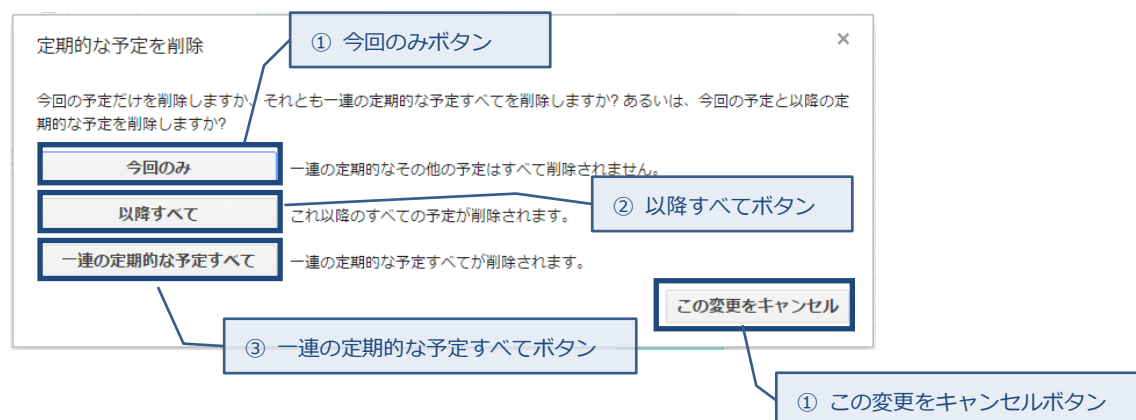 定期的な予定を削除
① 今回のみボタン
×
今回の予定だけを削除しますか、それとも一連の定期的な予定すべてを削除しますか? あるいは、今回の予定と以降の定
期的な予定を削除しますか?
今回のみ
一連の定期的なその他の予定はすべて削除されません。
以降すべて
これ以降のすべての予定が削除されます。
② 以降すべてボタン
一連の定期的な予定すべて
一連の定期的な予定すべてが削除されます。
この変更をキャンセル
③ 一連の定期的な予定すべてボタン
① この変更をキャンセルボタン